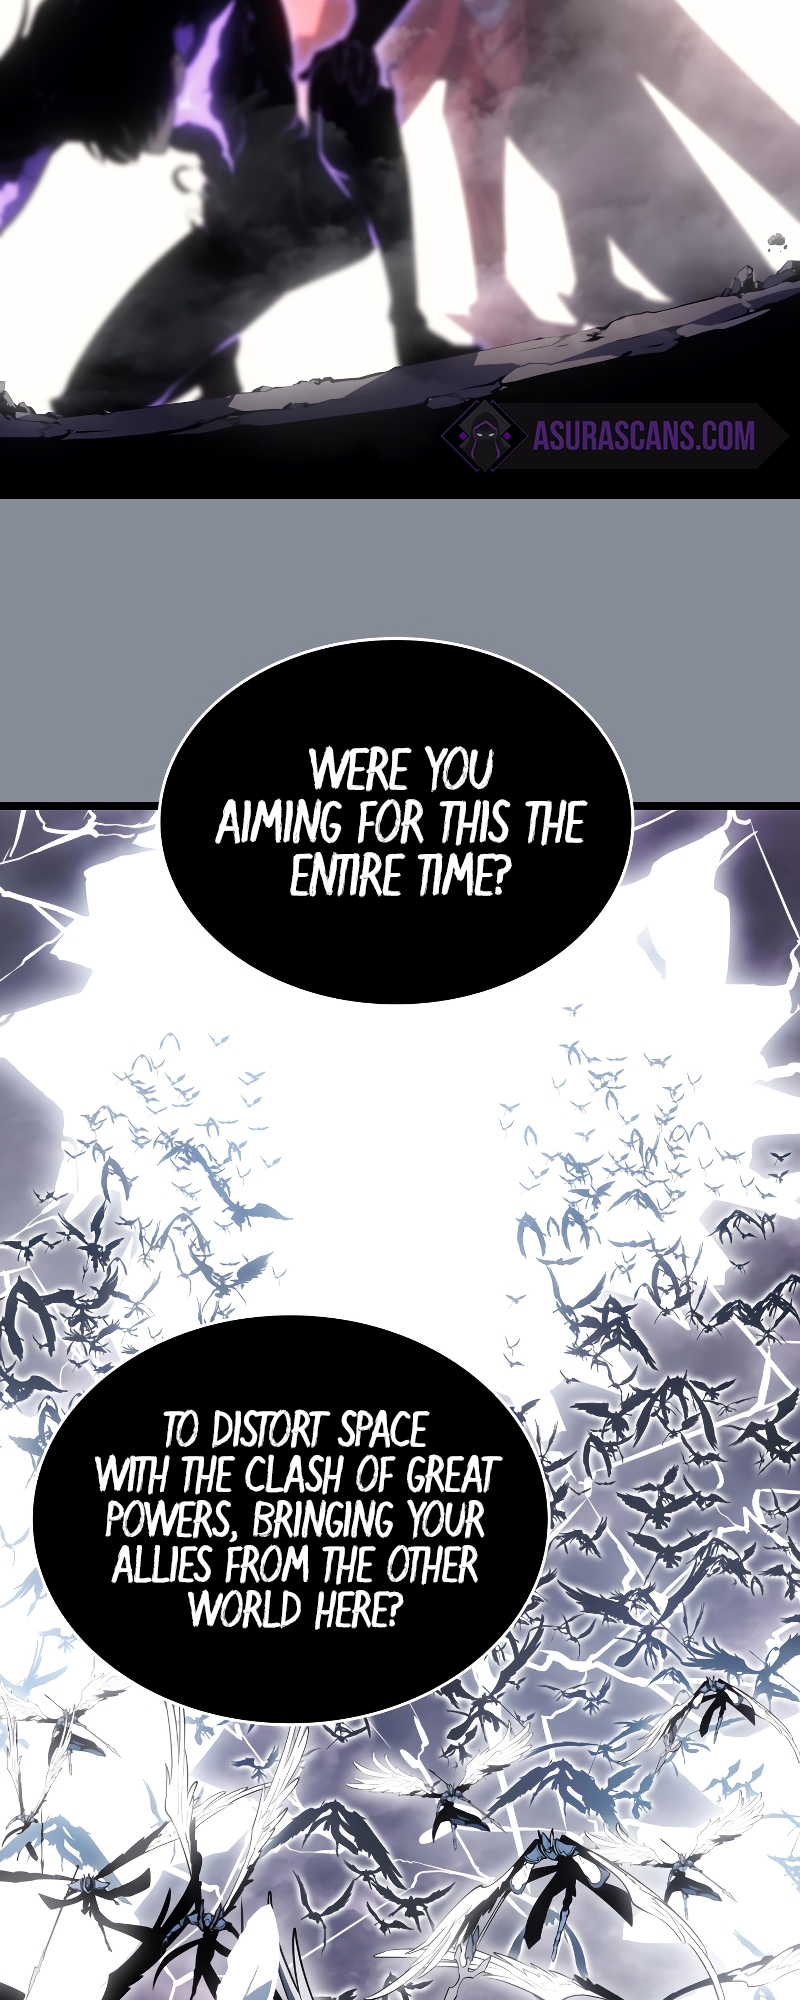 ASURASCANS.COM
WERE YOU
AIMING FOR THIS THE
ENTIRE TIME?
TO DISTORT SPACE
WITH THE CLASH OF GREAT
POWERS, BRINGING YOUR
ALLIES FROM THE OTHER
WORLD HERE?